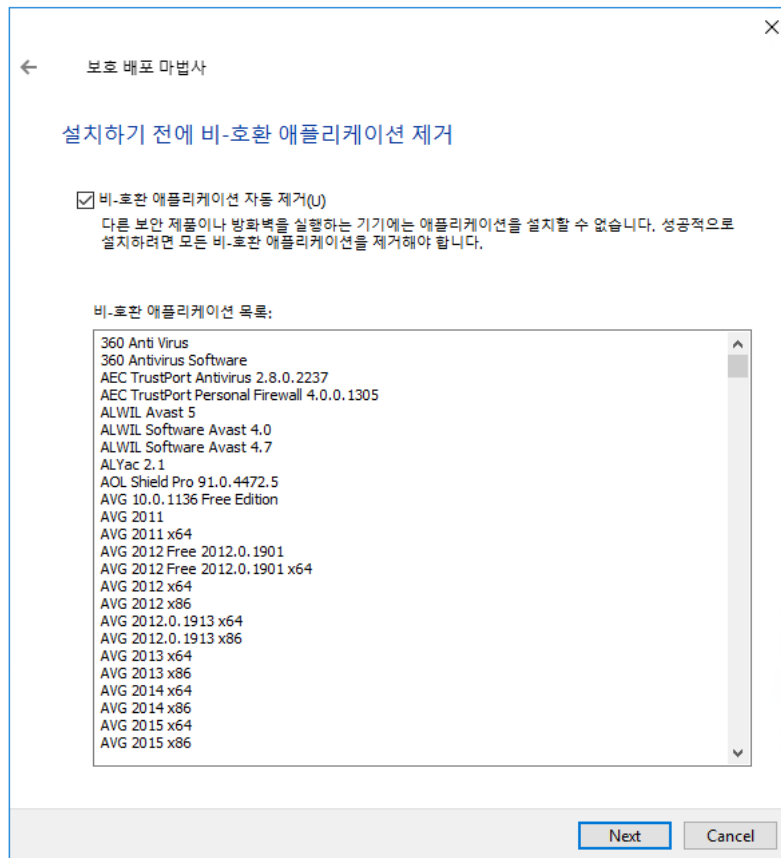 보호 배포 마법사
설치하기 전에 비-호환 애플리케이션 제거
비-호환 애플리케이션 자동 제거(U)
다른 보안 제품이나 방화벽을 실행하는 기기에는 애플리케이션을 설치할 수 없습니다. 성공적으로
설치하려면 모든 비-호환 애플리케이션을 제거해야 합니다.
비-호환 애플리케이션 목록:
360 Anti Virus
360 Antivirus Software
AEC TrustPort Antivirus 2.8.0.2237
AEC TrustPort Personal Firewall 4.0.0.1305
ALWIL Avast 5
ALWIL Software Avast 4.0
ALWIL Software Avast 4.7
ALYac 2.1
AOL Shield Pro 91.0.4472.5
AVG 10.0.1136 Free Edition
AVG 2011
AVG 2011 x64
AVG 2012 Free 2012.0.1901
AVG 2012 Free 2012.0.1901 x64
AVG 2012 x64
AVG 2012 x86
AVG 2012.0.1913 x64
AVG 2012.0.1913 x86
AVG 2013 x64
AVG 2013 x86
AVG 2014 x64
AVG 2014 x86
AVG 2015 x64
AVG 2015 x86
Next Cancel